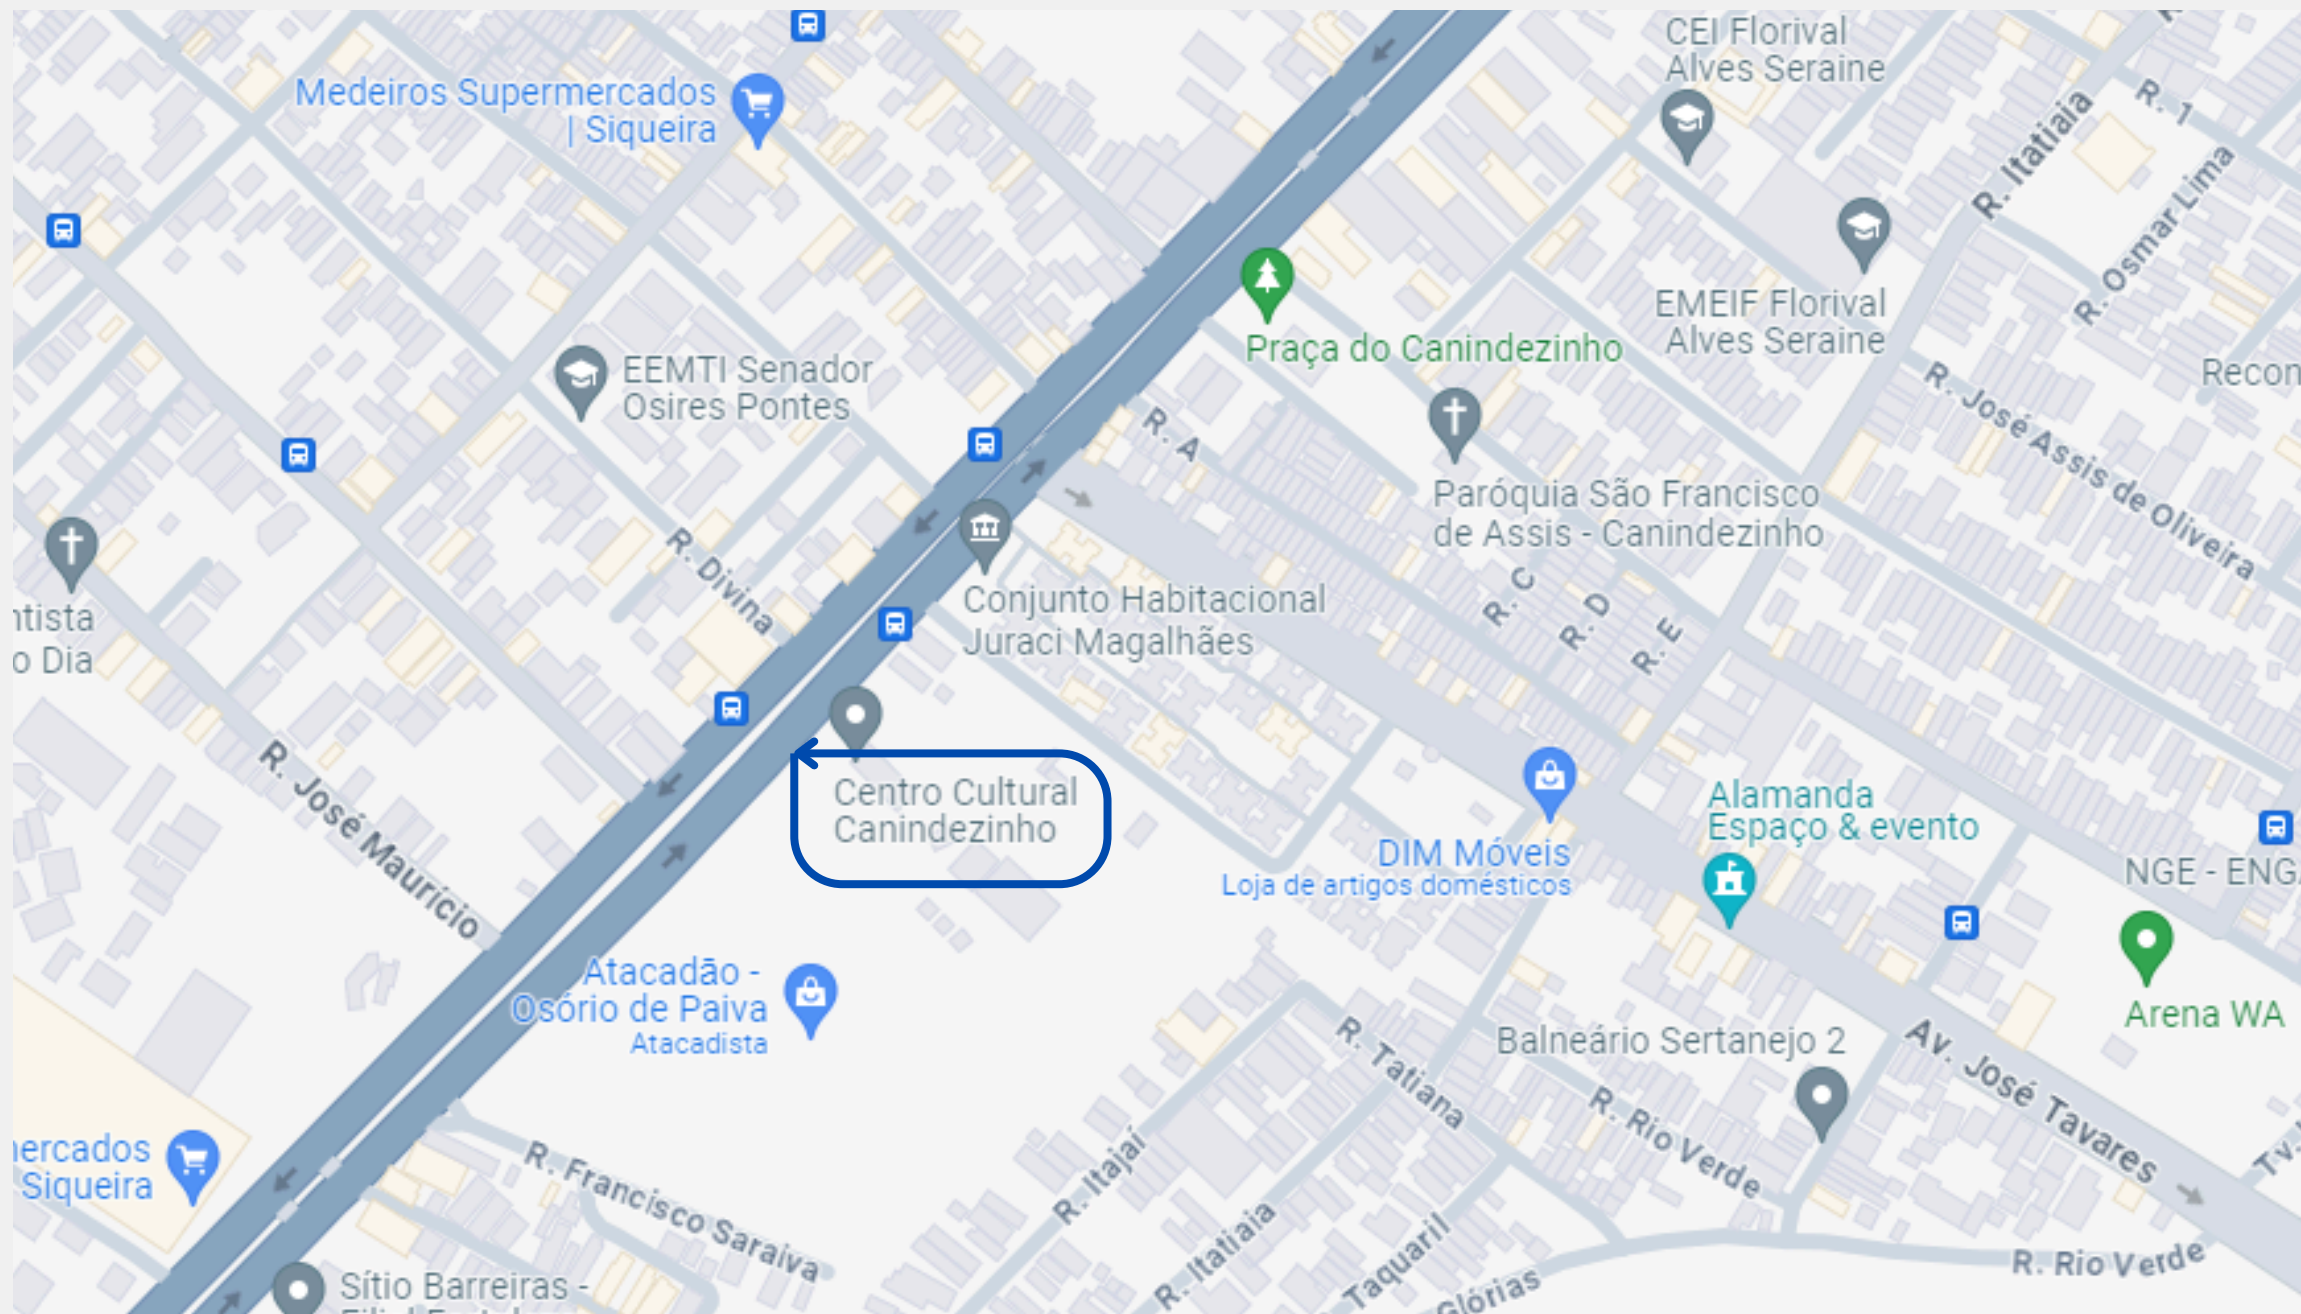 CEI Florival
Alves Seraine
Medeiros Supermercados
| Siqueira
R. 1
R. Itatiaia
R. Osmar Lima
EMEIF Florival
Alves Seraine
Praça do Canindezinho
EEMTI Senador
Osires Pontes
R. José Assis de Oliveira
R. A
Paróquia São Francisco
de Assis - Canindezinho
R. Divina
R. C
R. D
R. E
Conjunto Habitacional
Juraci Magalhães
o Dia
R. José Maurício
Centro Cultural
Canindezinho
Alamanda
Espaço & evento
DIM Móveis
Loja de artigos domésticos
NGE - ENG
Atacadão -
Osório de Paiva
Atacadista
Arena WA
Balneário Sertanejo 2
R. Tatiana
Av. José Tavares
R. Rio Verde
R. Itajaí
R. Francisco Saraiva
Siqueira
R. Itatiaia
Taquaril
R. Rio Verde
Glórias
Sítio Barreiras -